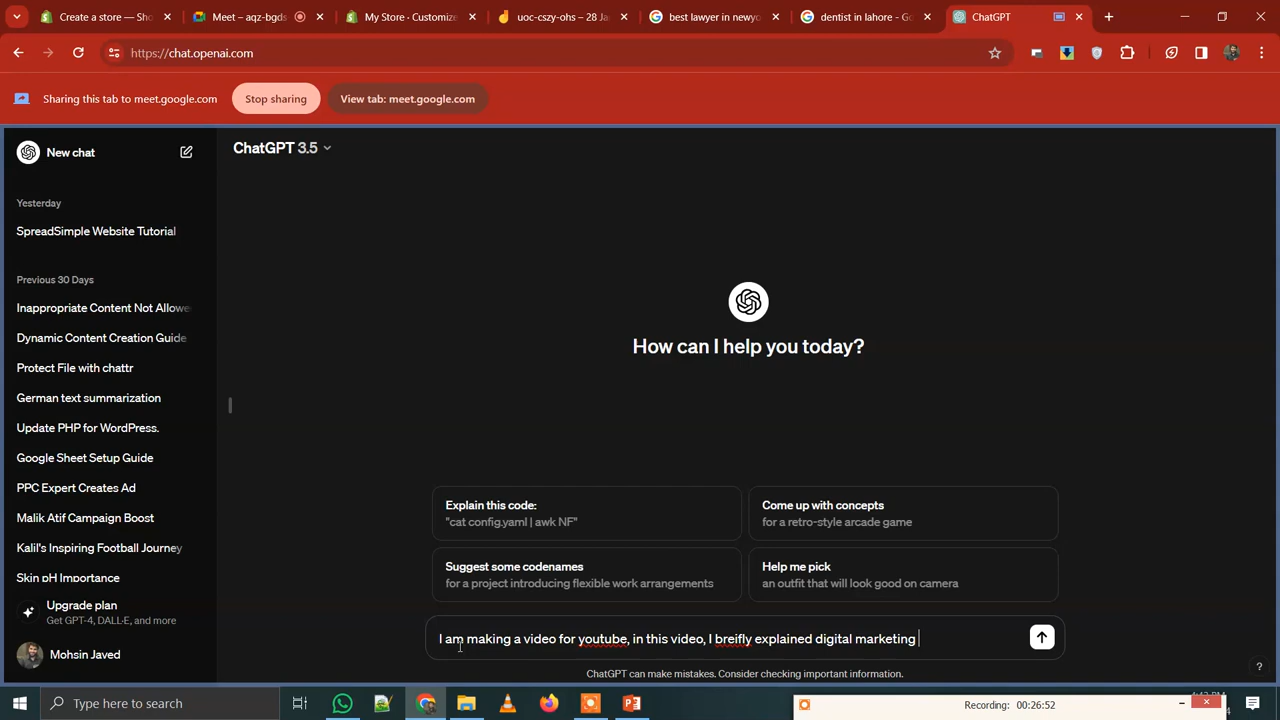 Create a store — Sho
Meet – aqz-bgds
My Store · Customize
uoc-cszy-ohs – 28 Ja
best lawyer in newyo
dentist in lahore - Go
ChatGPT
https://chat.openai.com
Sharing this tab to meet.google.com
Stop sharing
View tab: meet.google.com
New chat
ChatGPT 3.5
Yesterday
SpreadSimple Website Tutorial
Previous 30 Days
Inappropriate Content Not Allowe
Dynamic Content Creation Guide
Protect File with chattr
German text summarization
Update PHP for WordPress.
Google Sheet Setup Guide
PPC Expert Creates Ad
Malik Atif Campaign Boost
Kalil's Inspiring Football Journey
Skin pH Importance
Upgrade plan
Get GPT-4, DALL·E, and more
Mohsin Javed
How can I help you today?
Explain this code:
"cat config.yaml | awk NF"
Come up with concepts
for a retro-style arcade game
Suggest some codenames
for a project introducing flexible work arrangements
Help me pick
an outfit that will look good on camera
I am making a video for youtube, in this video, I breifly explained digital marketing
ChatGPT can make mistakes. Consider checking important information.
?
Type here to search
Recording: 00:26:52